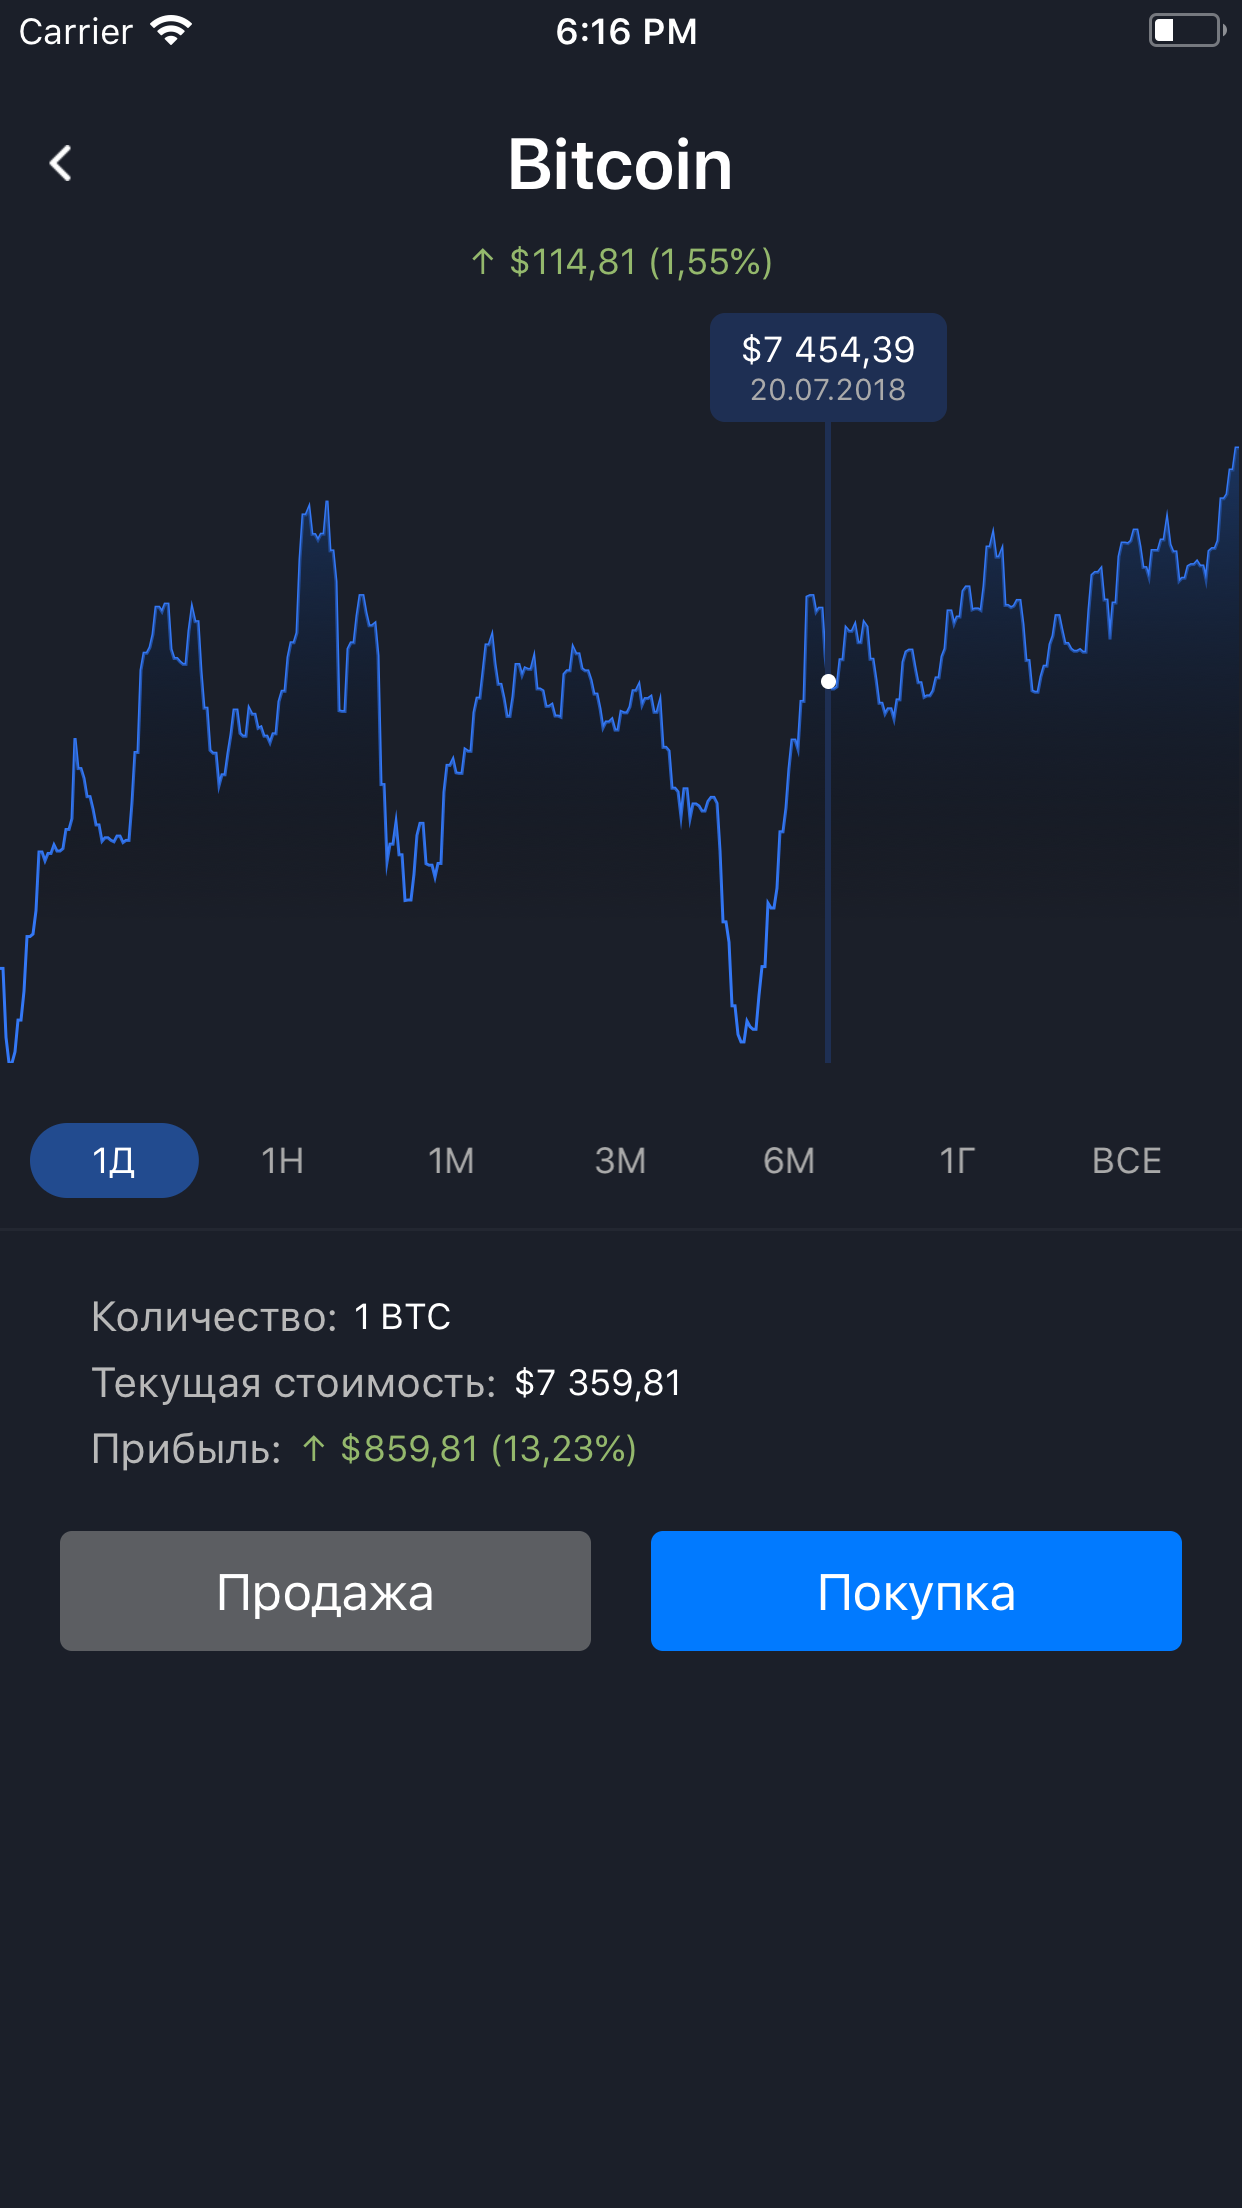 Carrier 6:16 PM
Bitcoin
↑ $114,81 (1,55%)
$7 454,39
20.07.2018
1Д 1Н 1М 3М 6М 1Г ВСЕ
Количество: 1 BTC
Текущая стоимость: $7 359,81
Прибыль: ↑ $859,81 (13,23%)
Продажа Покупка